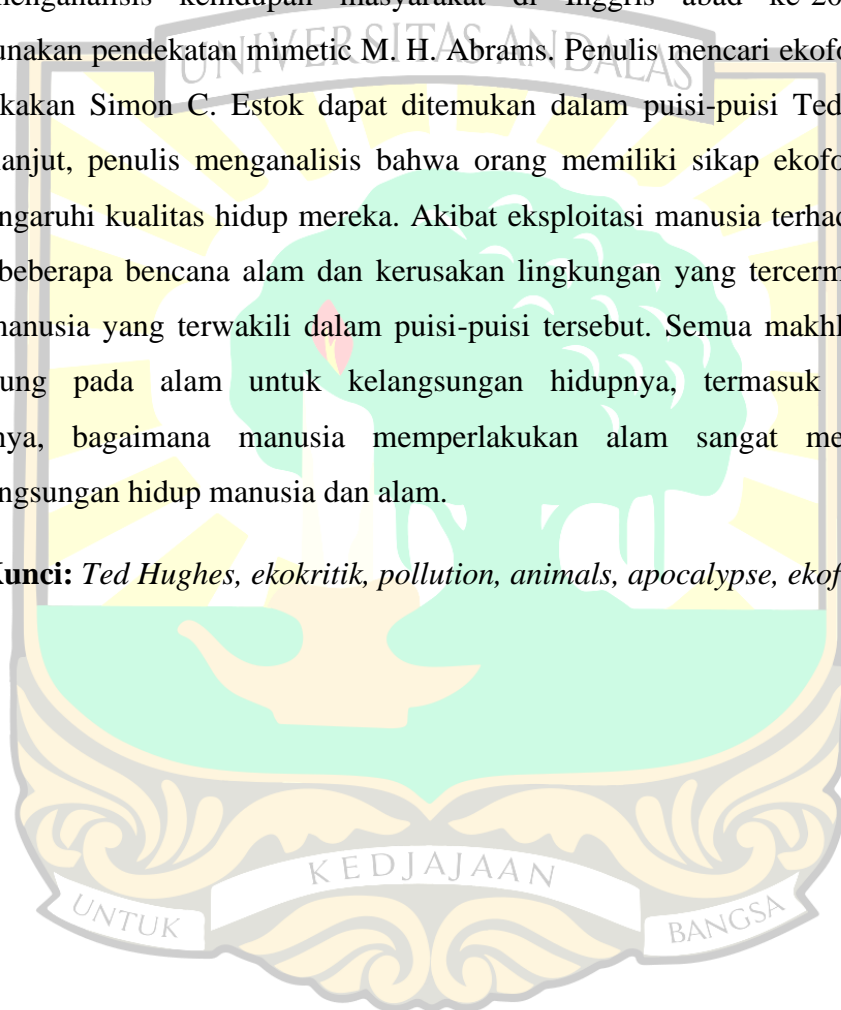 menganalisis kehidupan masyarakat di Inggris abad ke-20
unakan pendekatan mimetic M. H. Abrams. Penulis mencari ekofo
kakan Simon C. Estok dapat ditemukan dalam puisi-puisi Ted
anjut, penulis menganalisis bahwa orang memiliki sikap ekofo
ngaruhi kualitas hidup mereka. Akibat eksploitasi manusia terhad
beberapa bencana alam dan kerusakan lingkungan yang tercerm
manusia yang terwakili dalam puisi-puisi tersebut. Semua makhl
ung pada alam untuk kelangsungan hidupnya, termasuk
nya, bagaimana manusia memperlakukan alam sangat me
ngsungan hidup manusia dan alam.
Kunci: Ted Hughes, ekokritik, pollution, animals, apocalypse, ekof
UNIVERSITAS ANDALAS
KEDJAJAAN
UNTUK
BANGSA